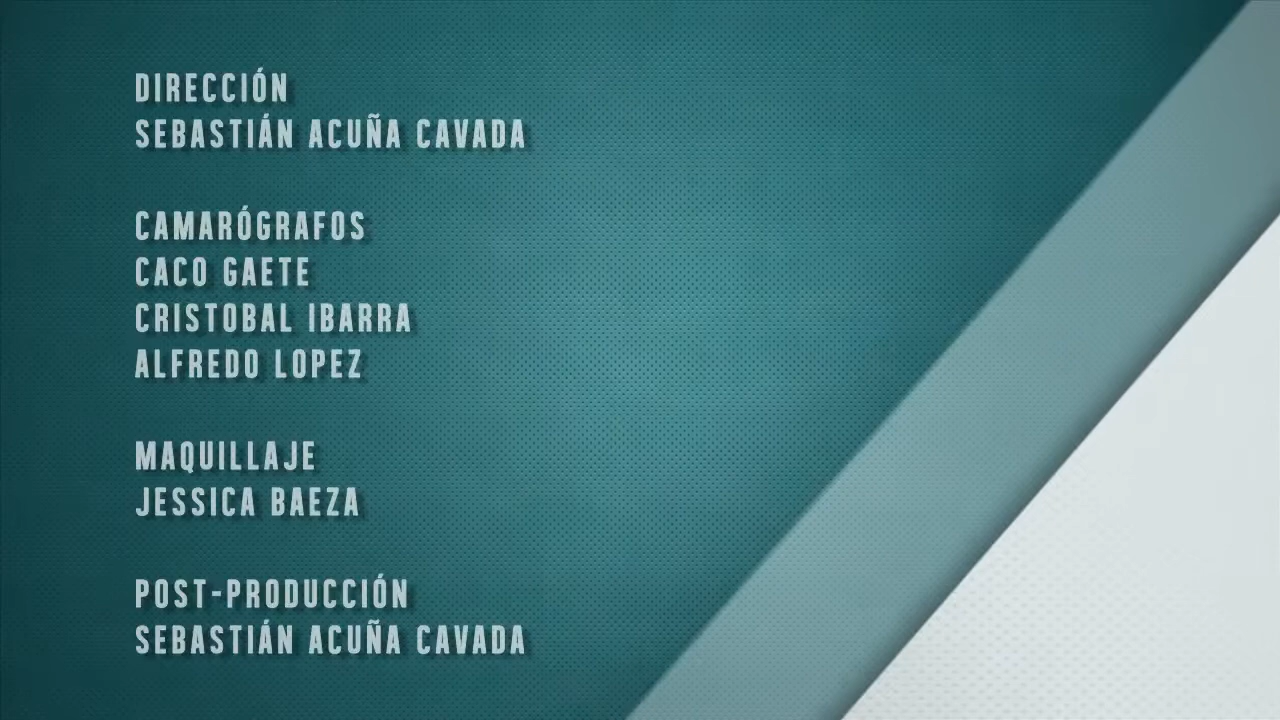 DIRECCIÓN
SEBASTIÁN ACUÑA CAVADA
CAMARÓGRAFOS
CACO GAETE
CRISTOBAL IBARRA
ALFREDO LOPEZ
MAQUILLAJE
JESSICA BAEZA
POST-PRODUCCIÓN
SEBASTIÁN ACUÑA CAVADA